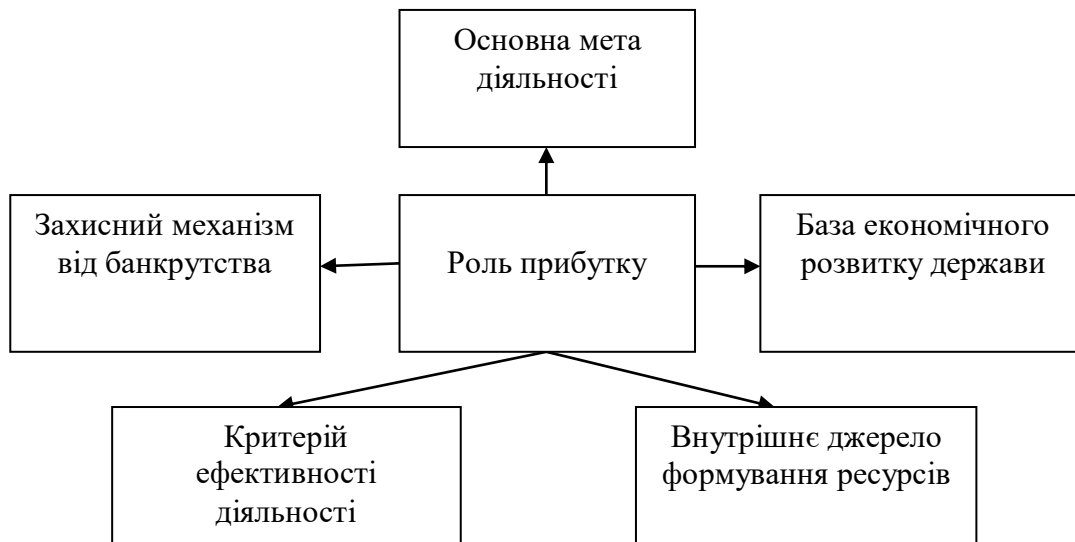 Основна мета
діяльності
Захисний механізм
від банкрутства
Роль прибутку
База економічного
розвитку держави
Критерій
ефективності
діяльності
Внутрішнє джерело
формування ресурсів